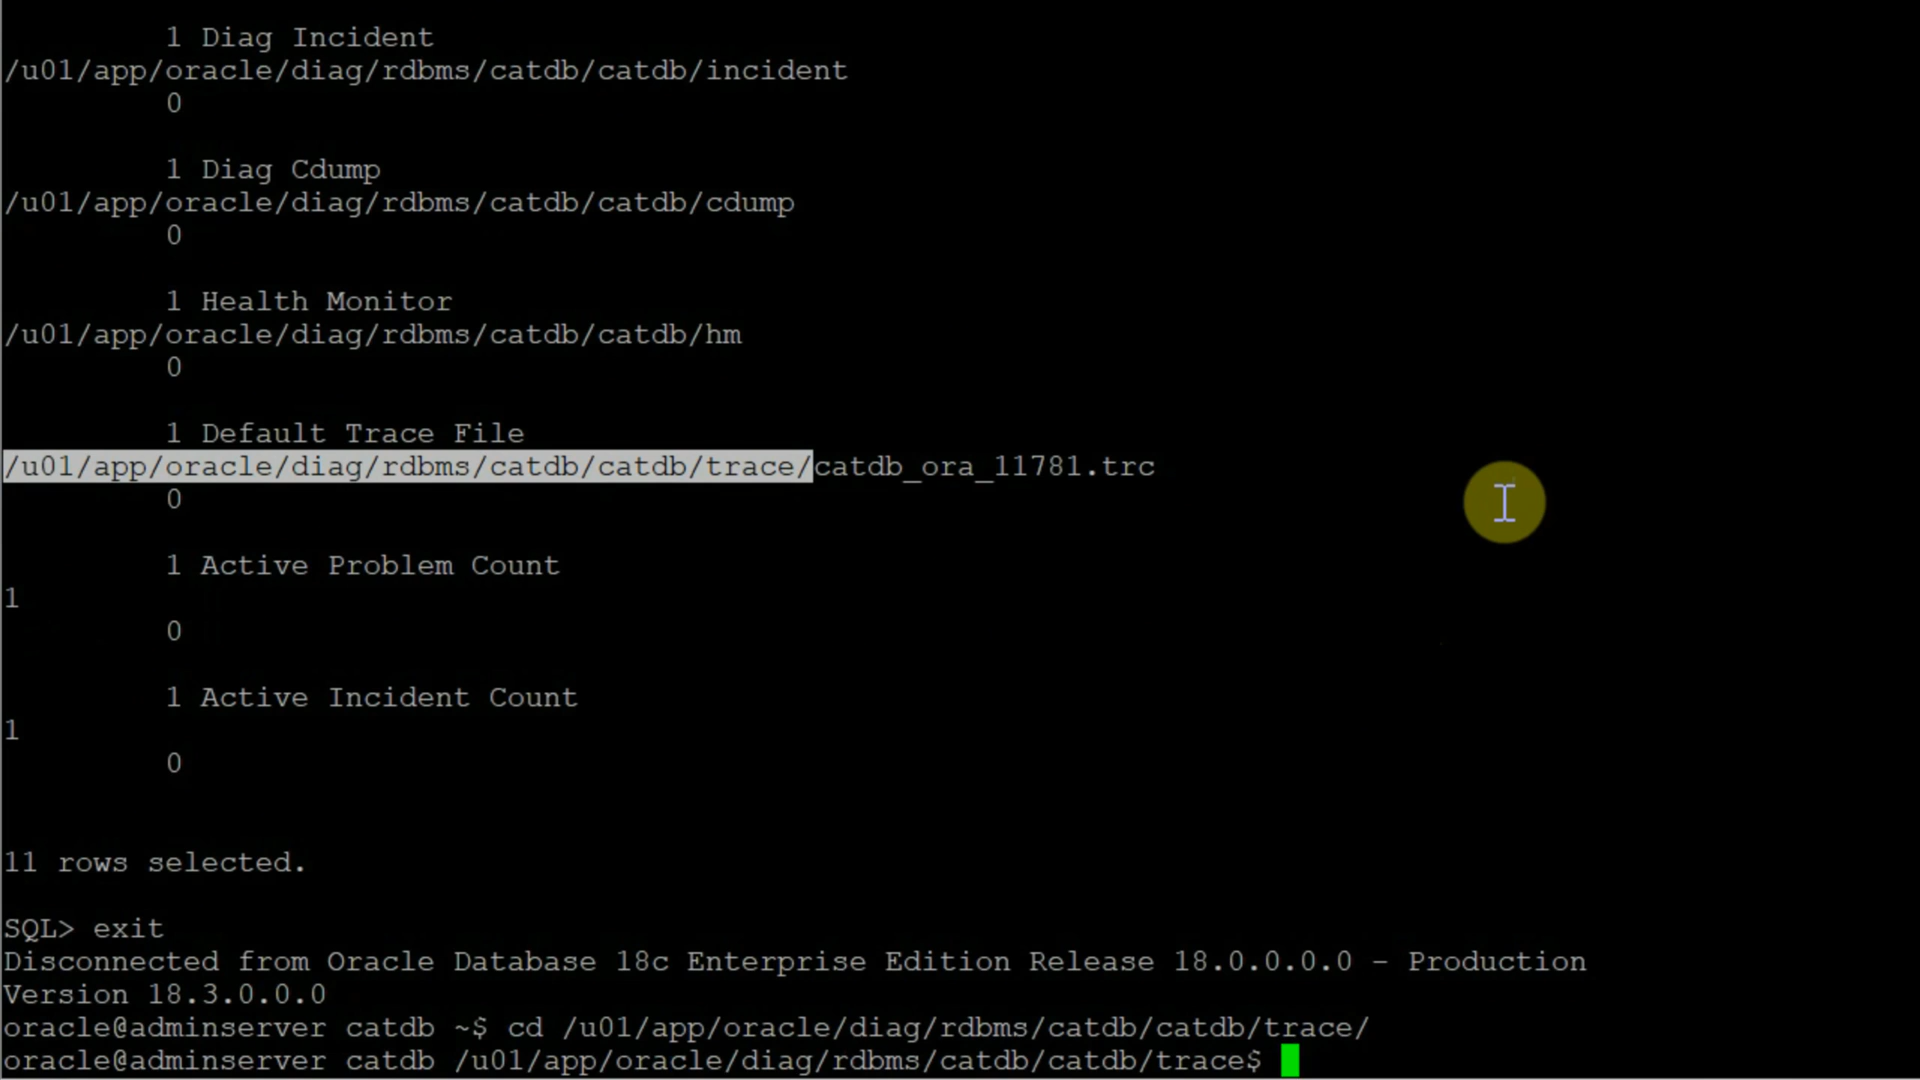 1 Diag Incident
/u01/app/oracle/diag/rdbms/catdb/catdb/incident
0
1 Diag Cdump
/u01/app/oracle/diag/rdbms/catdb/catdb/cdump
0
1 Health Monitor
/u01/app/oracle/diag/rdbms/catdb/catdb/hm
0
1 Default Trace File
/u01/app/oracle/diag/rdbms/catdb/catdb/trace/catdb_ora_11781.trc
0
1 Active Problem Count
1
0
1 Active Incident Count
1
0
11 rows selected.
SQL> exit
Disconnected from Oracle Database 18c Enterprise Edition Release 18.0.0.0.0 - Production
Version 18.3.0.0.0
oracle@adminserver catdb ~$ cd /u01/app/oracle/diag/rdbms/catdb/catdb/trace/
oracle@adminserver catdb /u01/app/oracle/diag/rdbms/catdb/catdb/trace$